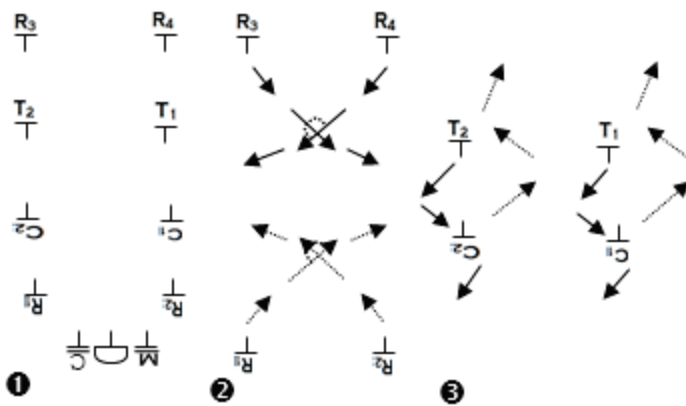 R3 R4 R3 R4
T2 T1 T2 T1
C2 C1 C2 C1
R1 R2 R1 R2
C M
1 2 3